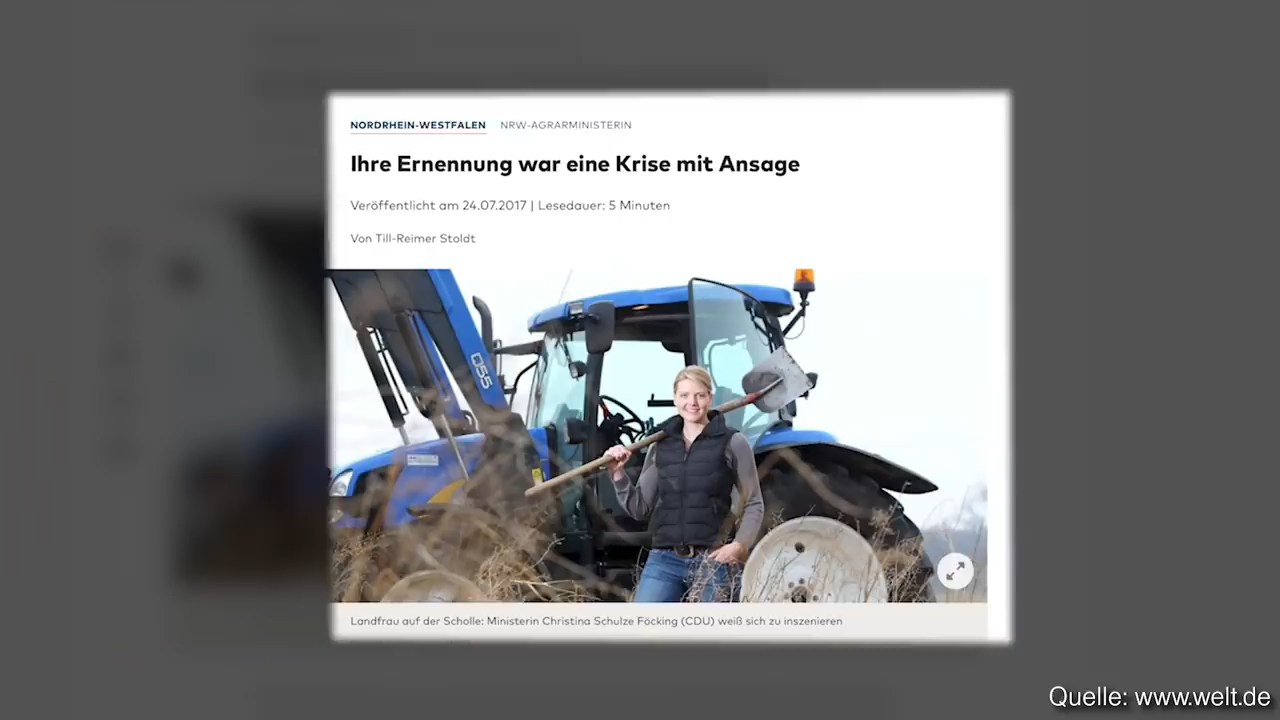 NORDRHEIN-WESTFALEN NRW-AGRARMINISTERIN
Ihre Ernennung war eine Krise mit Ansage
Veröffentlicht am 24.07.2017 | Lesedauer: 5 Minuten
Von Till-Reimer Stoldt
D55
Landfrau auf der Scholle: Ministerin Christina Schulze Föcking (CDU) weiß sich zu inszenieren
Quelle: www.welt.de